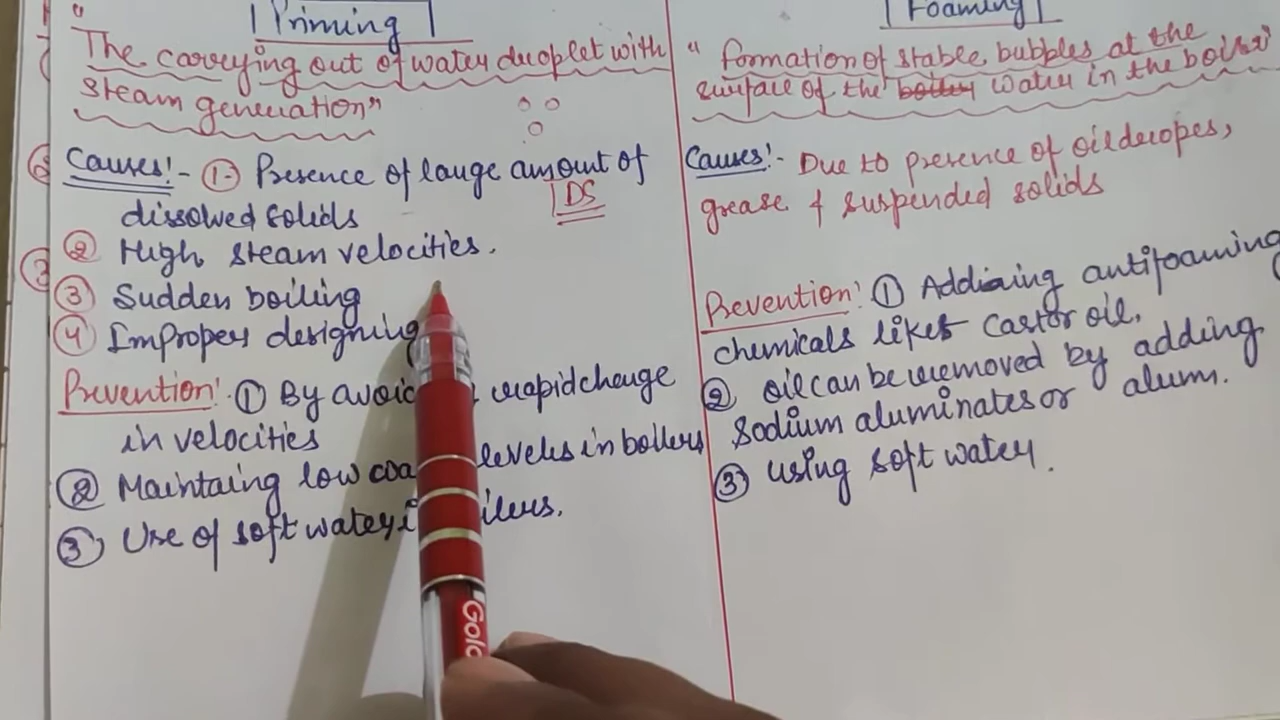 Priming
"The carrying out of water droplet with
steam generation"
Causes:- ① Presence of large amount of
dissolved solids
DS
② High steam velocities.
③ Sudden boiling
④ Improper designing
Prevention: ① By rapid change
in velocities
② Maintaing low levels in boilers
③ Use of soft water
Foaming
"formation of stable bubbles at the
surface of the water in the boiler"
Causes:- Due to presence of oil dropes,
grease & suspended solids
Prevention: ① Addiaing antifoaming
chemicals likes Castor oil.
② oil can be removed by adding
Sodium aluminates or alum.
③ using soft water.
Gold